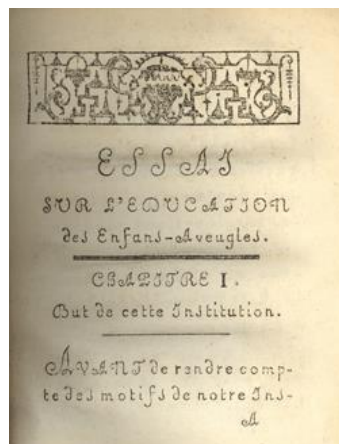 ESSAI
SUR L'EDUCATION
des Enfans-Aveugles.
CHAPITRE I.
But de cette Institution.
AVANT de rendre comp-
te des motifs de notre Ins-
A